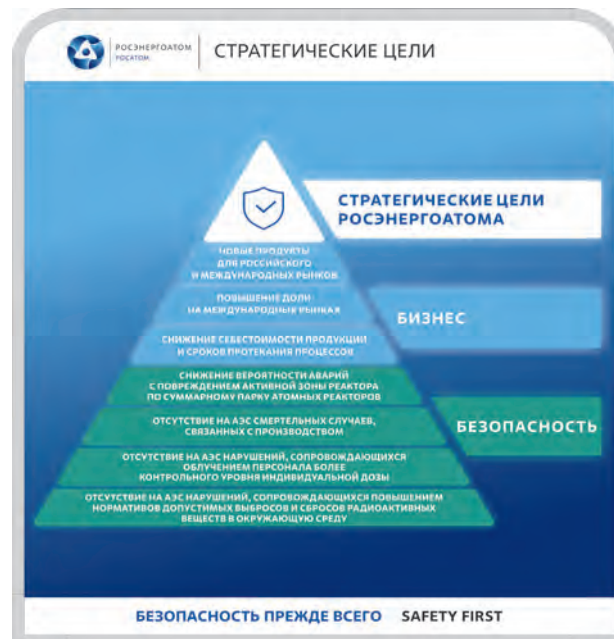 РОСЭНЕРГОАТОМ
РОСАТОМ
СТРАТЕГИЧЕСКИЕ ЦЕЛИ
СТРАТЕГИЧЕСКИЕ ЦЕЛИ
РОСЭНЕРГОАТОМА
НОВЫЕ ПРОДУКТЫ
ДЛЯ РОССИЙСКОГО
И МЕЖДУНАРОДНЫХ РЫНКОВ
ПОВЫШЕНИЕ ДОЛИ
НА МЕЖДУНАРОДНЫХ РЫНКАХ
БИЗНЕС
СНИЖЕНИЕ СЕБЕСТОИМОСТИ ПРОДУКЦИИ
И СРОКОВ ПРОТЕКАНИЯ ПРОЦЕССОВ
СНИЖЕНИЕ ВЕРОЯТНОСТИ АВАРИЙ
С ПОВРЕЖДЕНИЕМ АКТИВНОЙ ЗОНЫ РЕАКТОРА
ПО СУММАРНОМУ ПАРКУ АТОМНЫХ РЕАКТОРОВ
ОТСУТСТВИЕ НА АЭС СМЕРТЕЛЬНЫХ СЛУЧАЕВ,
СВЯЗАННЫХ С ПРОИЗВОДСТВОМ
БЕЗОПАСНОСТЬ
ОТСУТСТВИЕ НА АЭС НАРУШЕНИЙ, СОПРОВОЖДАЮЩИХСЯ
ОБЛУЧЕНИЕМ ПЕРСОНАЛА БОЛЕЕ
КОНТРОЛЬНОГО УРОВНЯ ИНДИВИДУАЛЬНОЙ ДОЗЫ
ОТСУТСТВИЕ НА АЭС НАРУШЕНИЙ, СОПРОВОЖДАЮЩИХСЯ ПОВЫШЕНИЕМ
НОРМАТИВОВ ДОПУСТИМЫХ ВЫБРОСОВ И СБРОСОВ РАДИОАКТИВНЫХ
ВЕЩЕСТВ В ОКРУЖАЮЩУЮ СРЕДУ
БЕЗОПАСНОСТЬ ПРЕЖДЕ ВСЕГО SAFETY FIRST